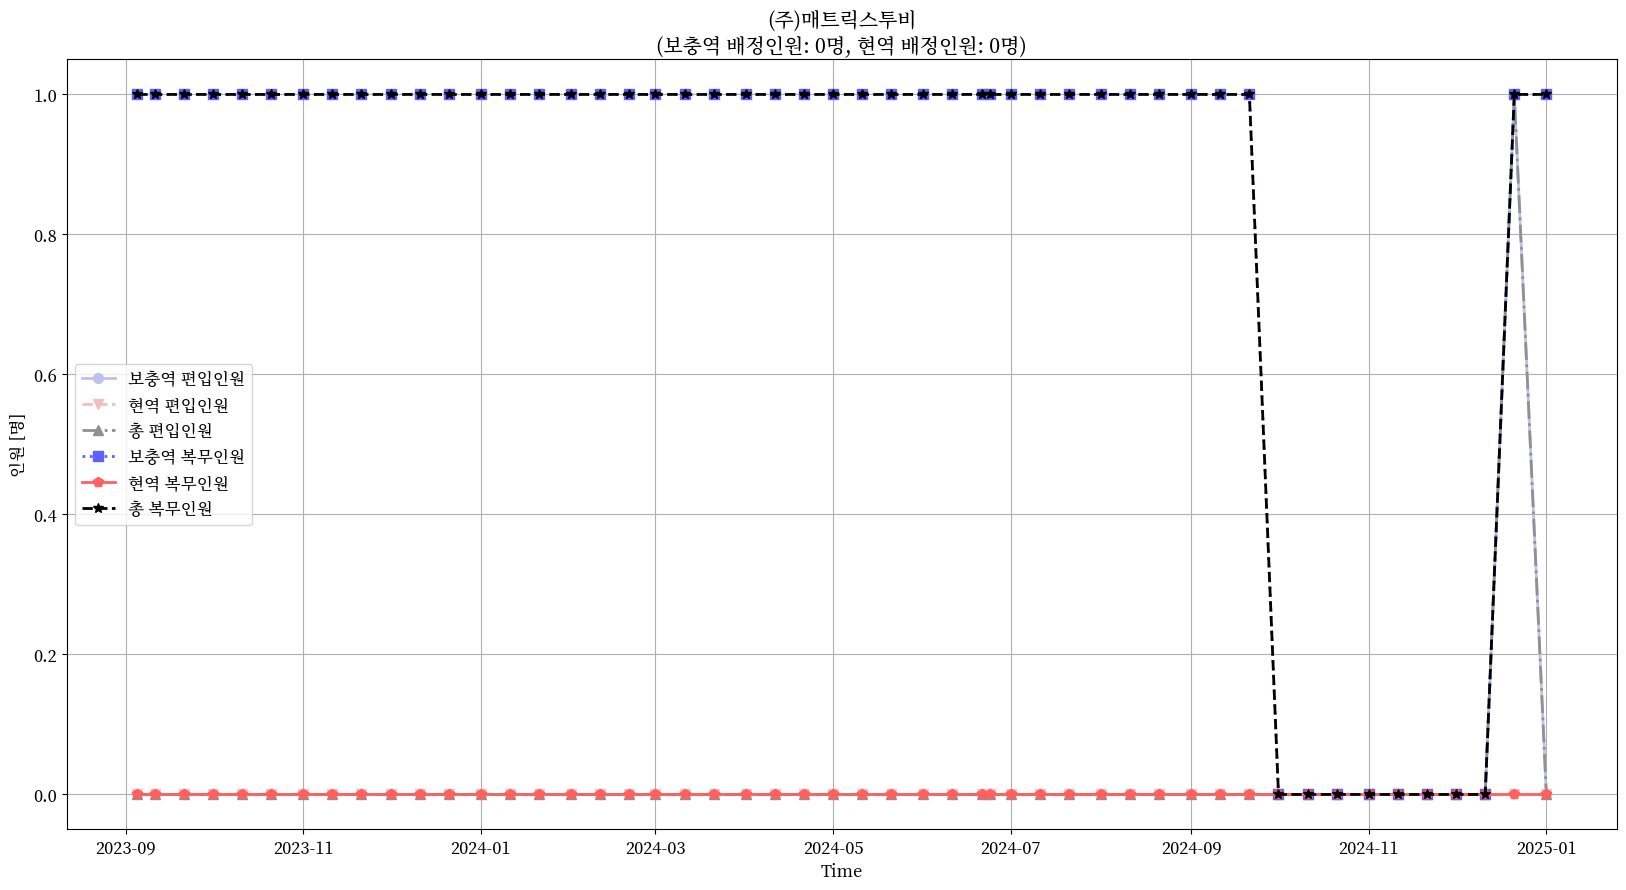 (주)매트릭스투비
(보충역 배정인원: 0명, 현역 배정인원: 0명)
인원 [명]
1.0
0.8
0.6
0.4
0.2
0.0
보충역 편입인원
현역 편입인원
총 편입인원
보충역 복무인원
현역 복무인원
총 복무인원
2023-09 2023-11 2024-01 2024-03 2024-05 2024-07 2024-09 2024-11 2025-01
Time